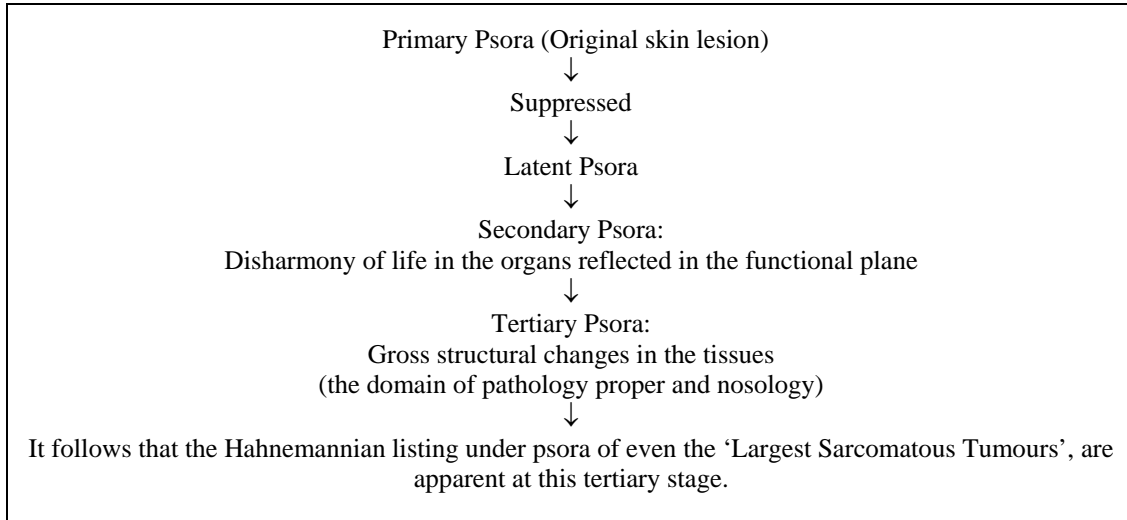 Primary Psora (Original skin lesion)
↓
Suppressed
↓
Latent Psora
↓
Secondary Psora:
Disharmony of life in the organs reflected in the functional plane
↓
Tertiary Psora:
Gross structural changes in the tissues
(the domain of pathology proper and nosology)
↓
It follows that the Hahnemannian listing under psora of even the ‘Largest Sarcomatous Tumours’, are
apparent at this tertiary stage.